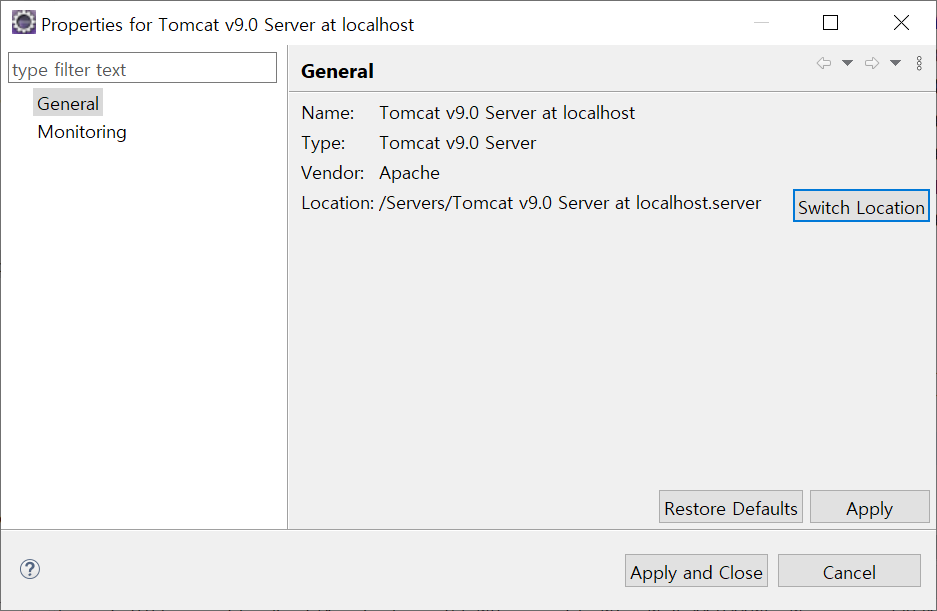 Properties for Tomcat v9.0 Server at localhost
type filter text
General
Monitoring
General
Name: Tomcat v9.0 Server at localhost
Type: Tomcat v9.0 Server
Vendor: Apache
Location: /Servers/Tomcat v9.0 Server at localhost.server
Switch Location
Restore Defaults
Apply
?
Apply and Close
Cancel